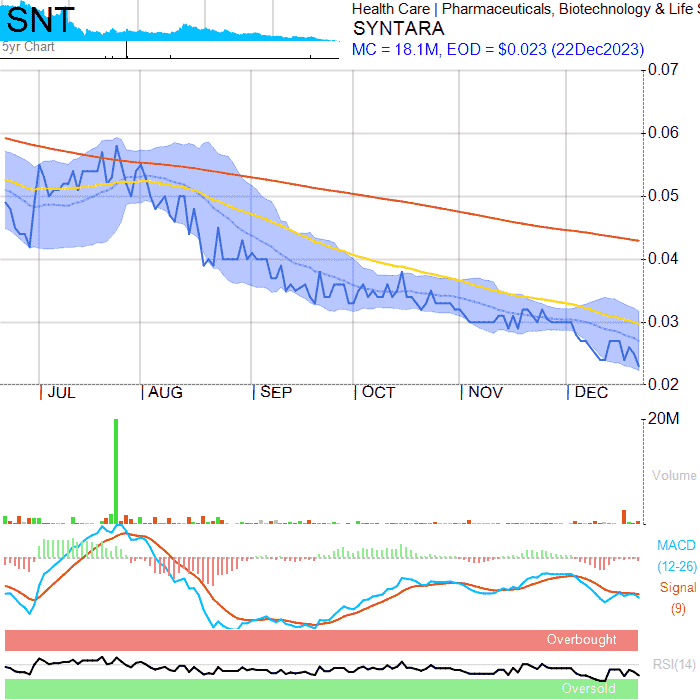 SNT
5yr Chart
Health Care | Pharmaceuticals, Biotechnology & Life S
SYNTARA
MC = 18.1M, EOD = $0.023 (22Dec2023)
0.07
0.06
0.05
0.04
0.03
0.02
JUL AUG SEP OCT NOV DEC
20M
Volume
MACD
(12-26)
Signal
(9)
Overbought
RSI(14)
Oversold